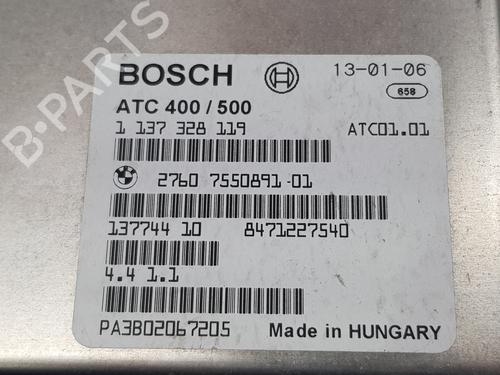 B-PARTS
BOSCH 13-01-06
658
ATC 400 / 500
1 137 328 119 ATC01.01
2760 7550891-01
137744 10 8471227540
4.4 1.1
PA3B02067205 Made in HUNGARY